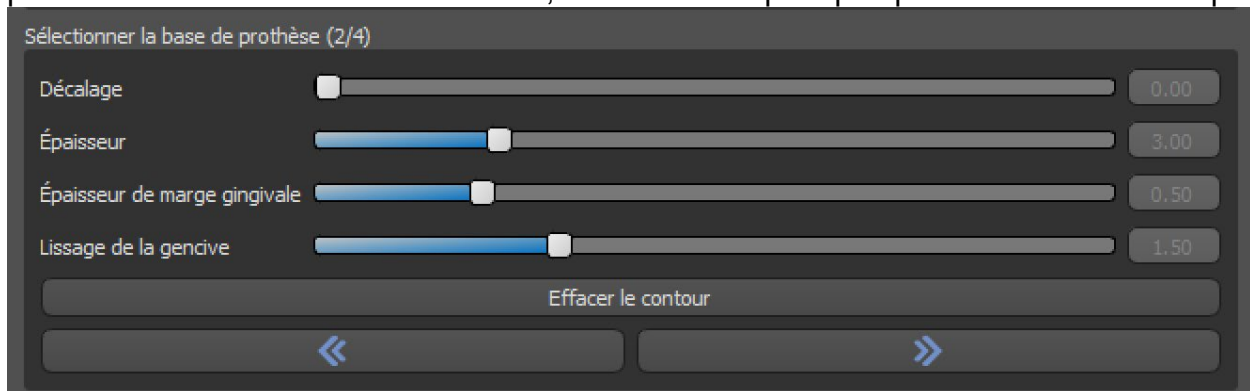 Sélectionner la base de prothèse (2/4)
Décalage 0.00
Épaisseur 3.00
Épaisseur de marge gingivale 0.50
Lissage de la gencive 1.50
Effacer le contour